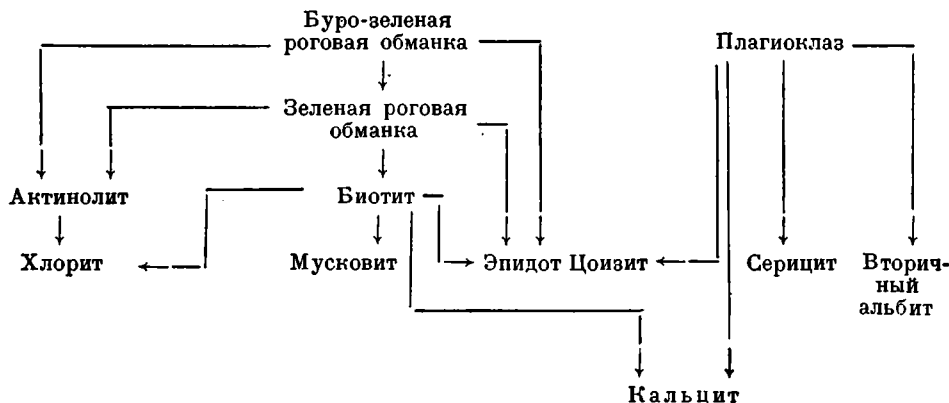 Буро-зеленая
роговая обманка
Плагиоклаз
Зеленая роговая
обманка
Актинолит
Биотит
Хлорит
Мусковит
Эпидот Цоизит
Серицит
Вторич-
ный
альбит
Кальцит